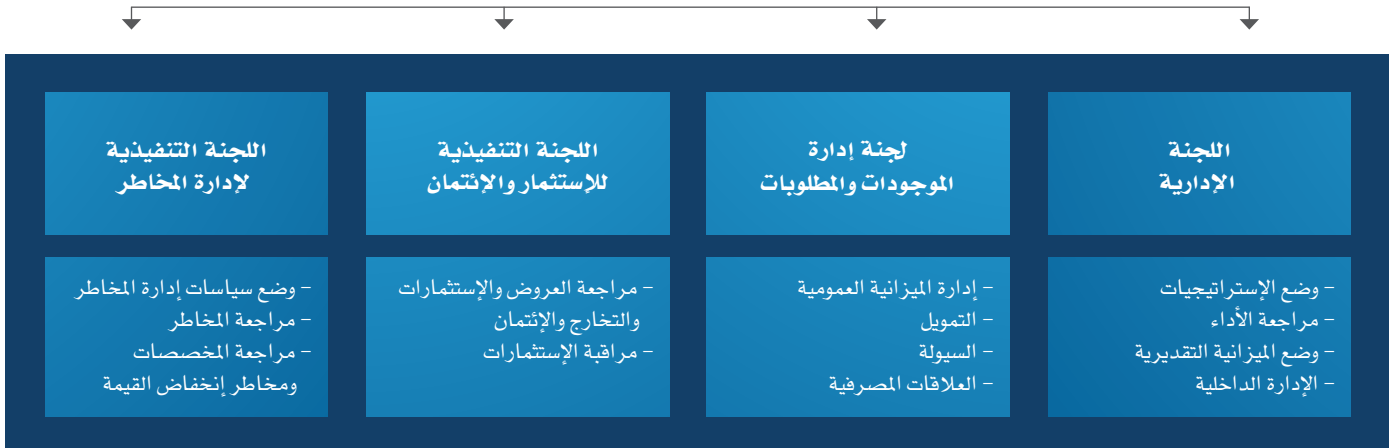 اللجنة
الإدارية
– وضع الإستراتيجيات
– مراجعة الأداء
– وضع الميزانية التقديرية
– الإدارة الداخلية
لجنة إدارة
الموجودات والمطلوبات
– إدارة الميزانية العمومية
– التمويل
– السيولة
– العلاقات المصرفية
اللجنة التنفيذية
للإستثمار والإئتمان
– مراجعة العروض والإستثمارات
والتخارج والإئتمان
– مراقبة الإستثمارات
اللجنة التنفيذية
لإدارة المخاطر
– وضع سياسات إدارة المخاطر
– مراجعة المخاطر
– مراجعة المخصصات
ومخاطر إنخفاض القيمة